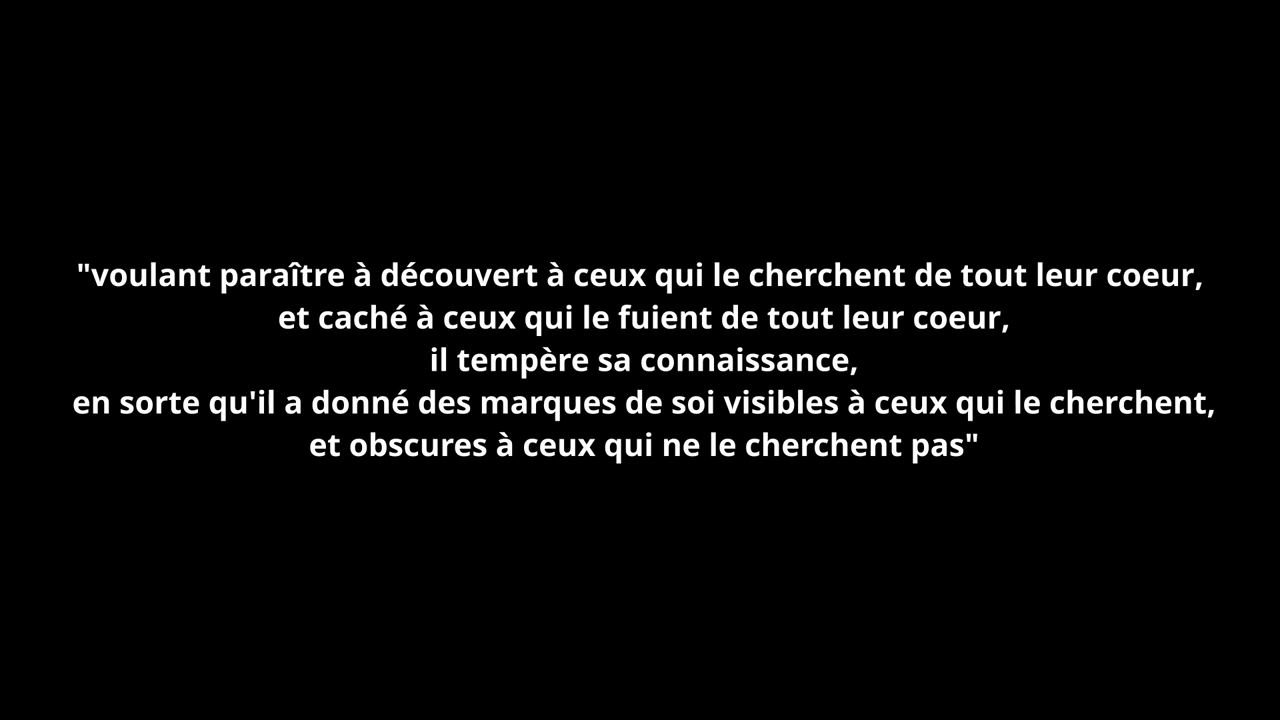 "voulant paraître à découvert à ceux qui le cherchent de tout leur coeur,
et caché à ceux qui le fuient de tout leur coeur,
il tempère sa connaissance,
en sorte qu'il a donné des marques de soi visibles à ceux qui le cherchent,
et obscures à ceux qui ne le cherchent pas"